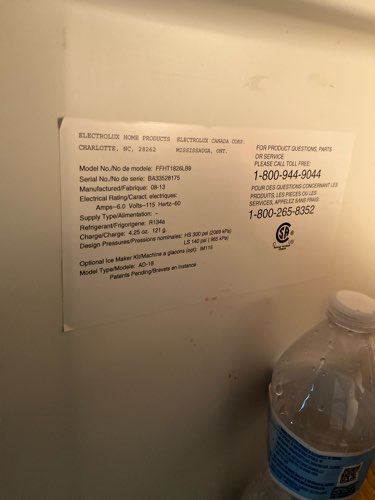 ELECTROLUX HOME PRODUCTS ELECTROLUX CANADA CORP.
CHARLOTTE, NC, 28262 MISSISSAUGA, ONT.
Model No./No de modele: FFHT1826LB9
Serial No./No de serie: BA33528175
Manufactured/Fabrique: 08-13
Electrical Rating/Caract. electriques:
Amps-6.0 Volts-115 Hertz-60
Supply Type/Alimentation: -
Refrigerant/Frigorigene: R134a
Charge/Charge: 4.25 oz. 121 g.
Design Pressures/Pressions nominales: HS 300 psi (2069 kPa)
LS 140 psi ( 965 kPa)
Optional Ice Maker Kit/Machine a glacons (opt): IM115
Model Type/Modele: AD-18
Patents Pending/Brevets en Instance
FOR PRODUCT QUESTIONS, PARTS
OR SERVICE
PLEASE CALL TOLL FREE:
1-800-944-9044
POUR DES QUESTIONS CONCERNANT LES
PRODUITS, LES PIECES OU LES
SERVICES, APPELEZ SANS FRAIS:
1-800-265-8352